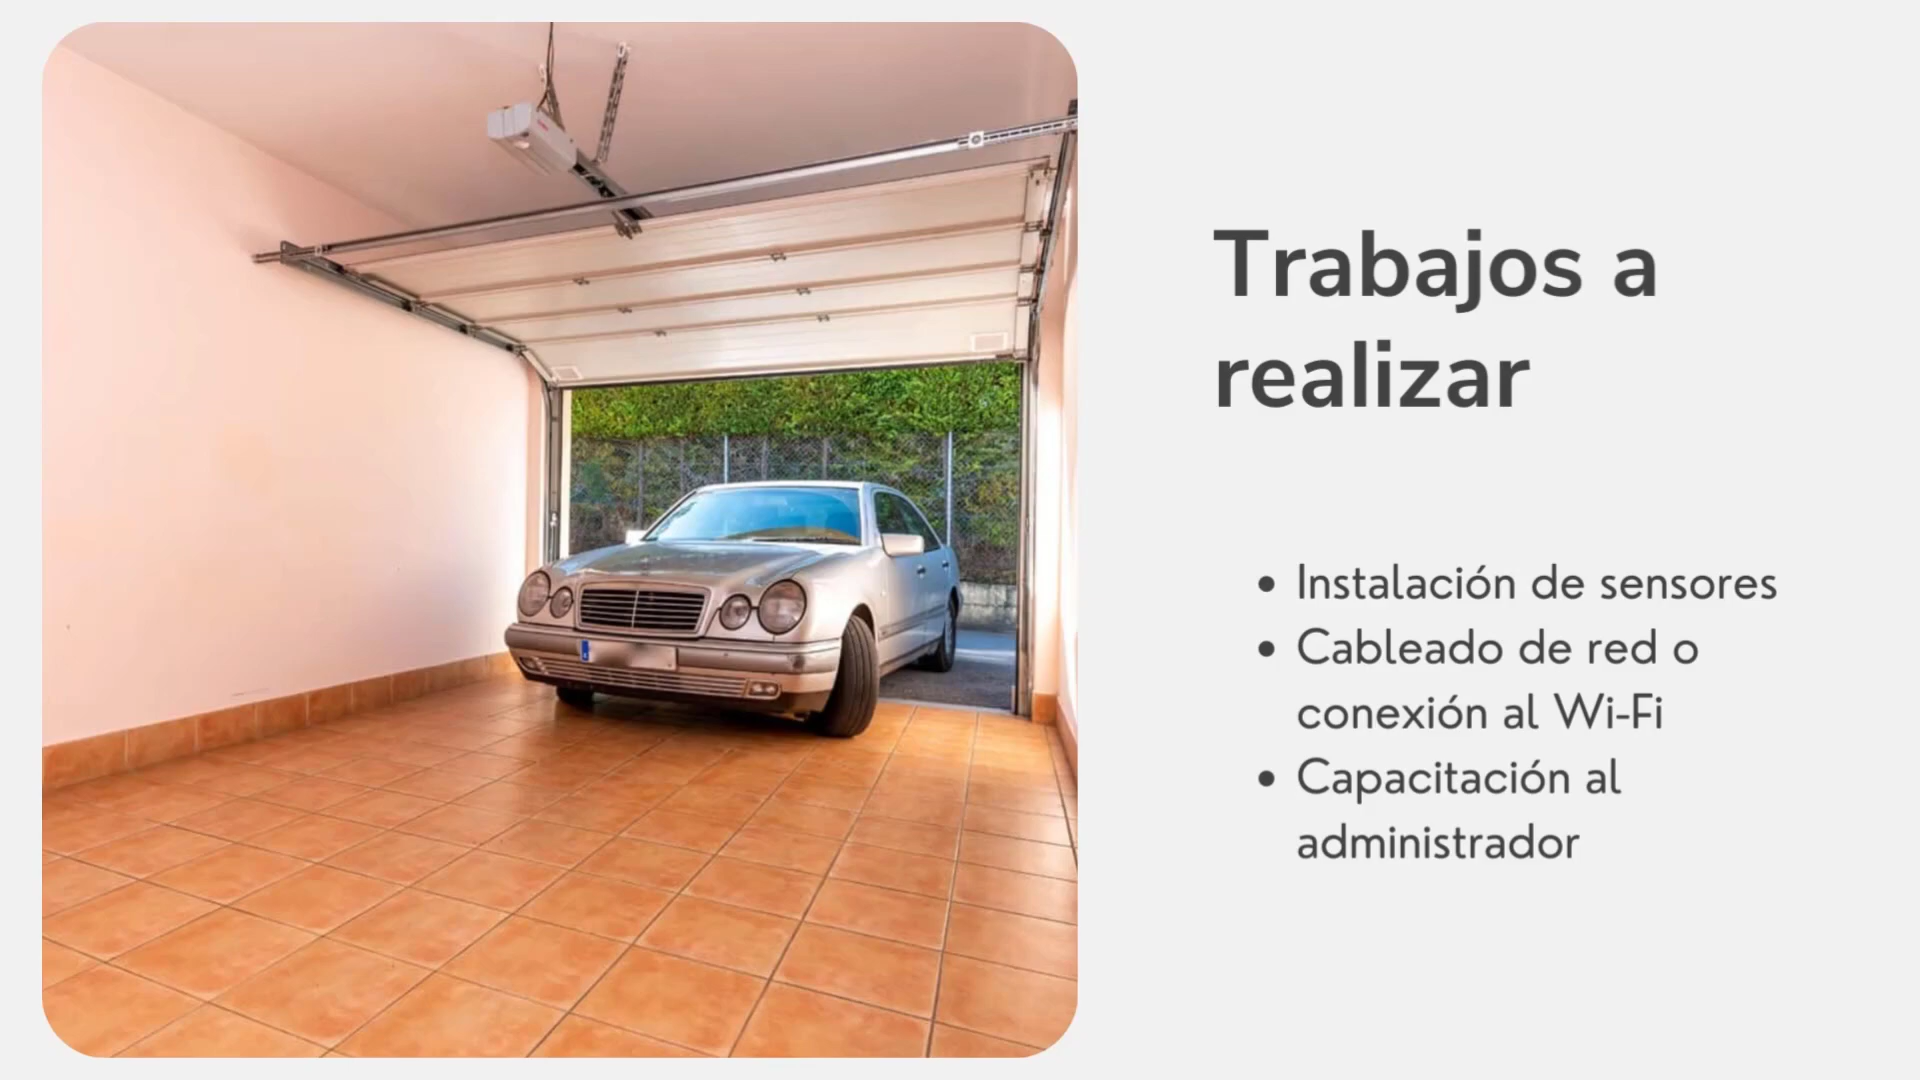 Trabajos a
realizar
• Instalación de sensores
• Cableado de red o
conexión al Wi-Fi
• Capacitación al
administrador